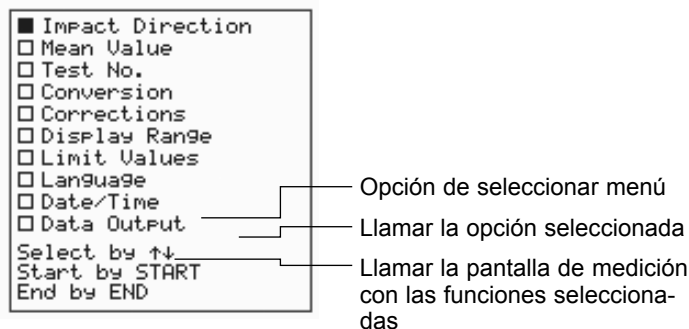 ■ Impact Direction
□ Mean Value
□ Test No.
□ Conversion
□ Corrections
□ Display Range
□ Limit Values
□ Language
□ Date/Time
□ Data Output
Select by ↑↓
Start by START
End by END
Opción de seleccionar menú
Llamar la opción seleccionada
Llamar la pantalla de medición
con las funciones selecciona-
das